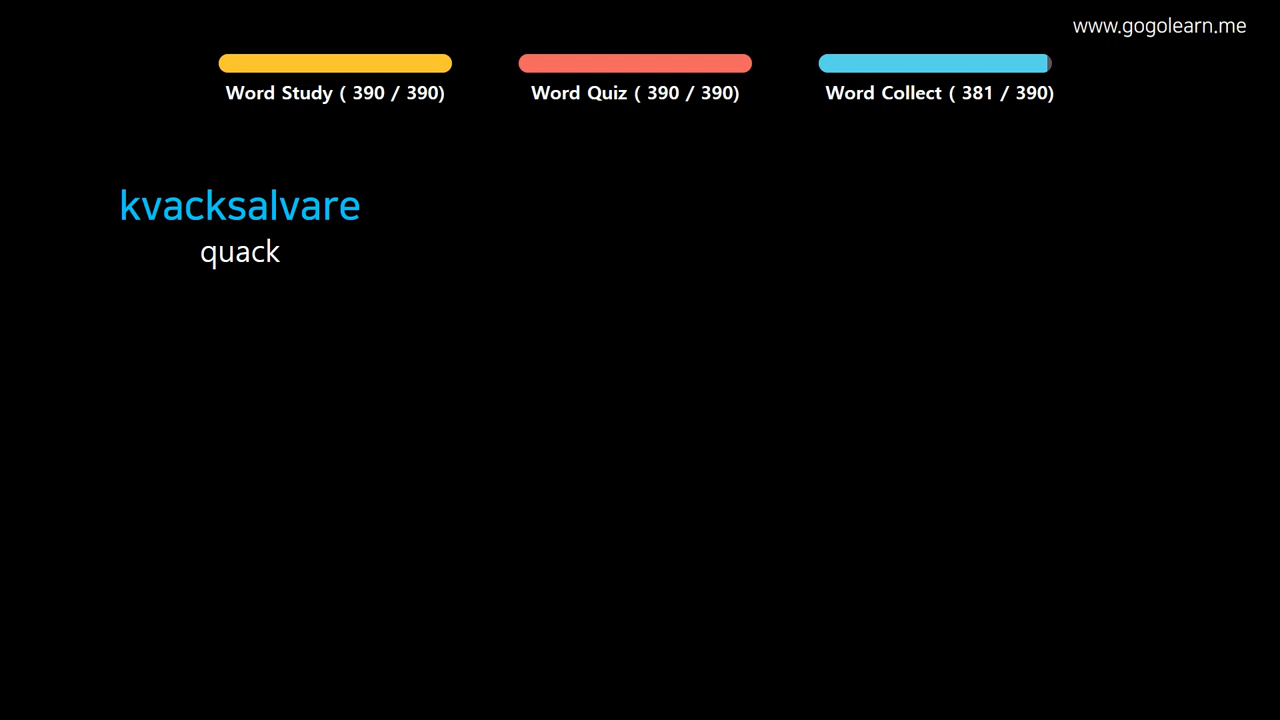 www.gogolearn.me
Word Study ( 390 / 390)
Word Quiz ( 390 / 390)
Word Collect ( 381 / 390)
kvacksalvare
quack